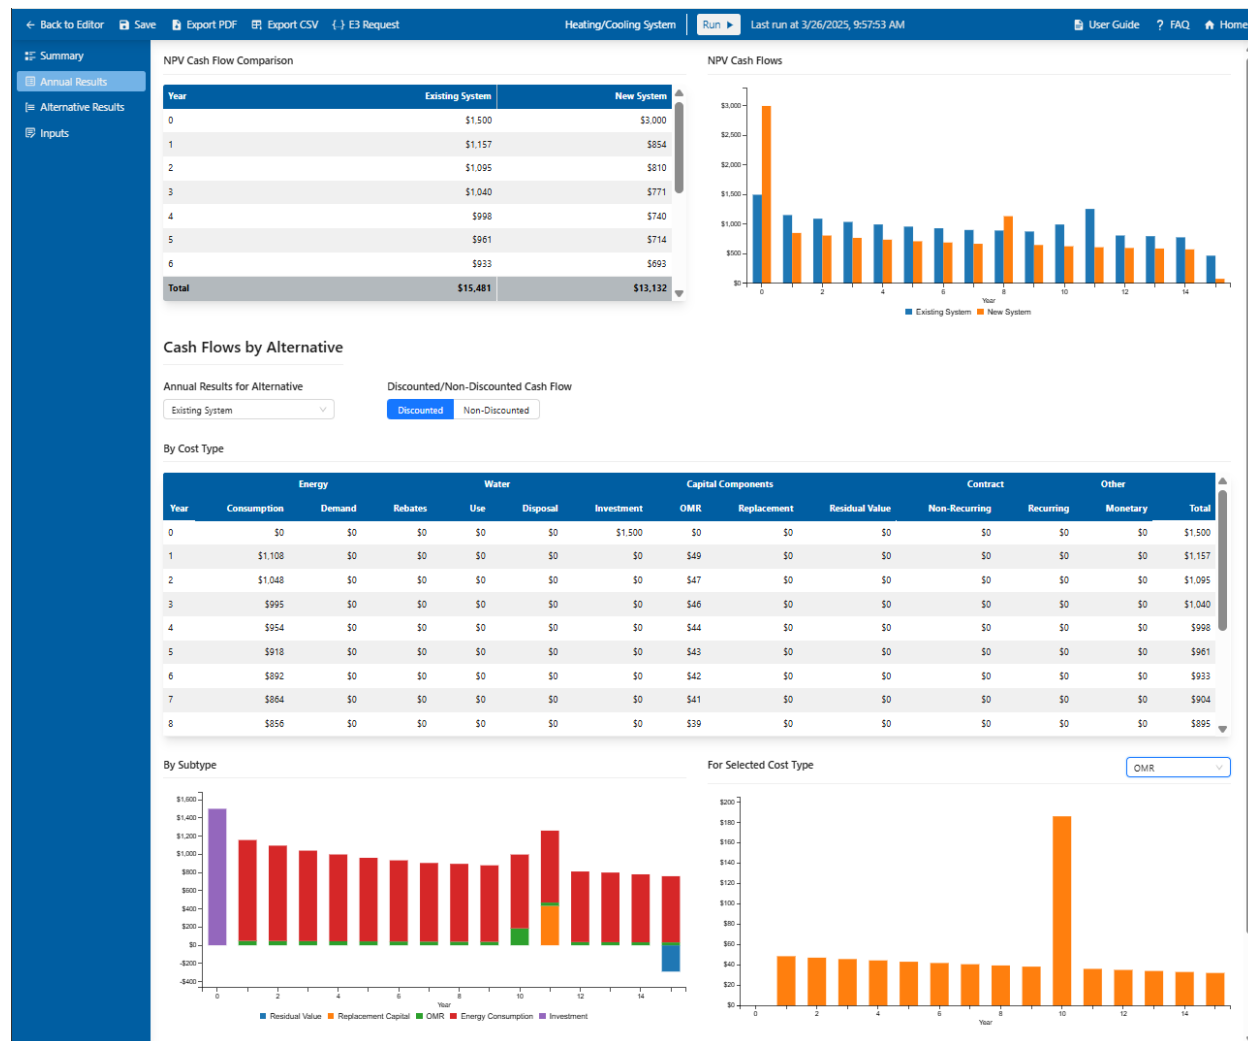 ← Back to Editor Save Export PDF Export CSV {..} E3 Request Heating/Cooling System Run Last run at 3/26/2025, 9:57:53 AM User Guide ? FAQ Home
Summary
Annual Results
Alternative Results
Inputs
NPV Cash Flow Comparison
Year Existing System New System
0 $1,500 $3,000
1 $1,157 $854
2 $1,095 $810
3 $1,040 $771
4 $998 $740
5 $961 $714
6 $933 $693
Total $15,481 $13,132
NPV Cash Flows
$3,000
$2,500
$2,000
$1,500
$1,000
$500
$0
0 2 4 6 8 10 12 14
Year
Existing System New System
Cash Flows by Alternative
Annual Results for Alternative Discounted/Non-Discounted Cash Flow
Existing System Discounted Non-Discounted
By Cost Type
Energy Water Capital Components Contract Other
Year Consumption Demand Rebates Use Disposal Investment OMR Replacement Residual Value Non-Recurring Recurring Monetary Total
0 $0 $0 $0 $0 $0 $1,500 $0 $0 $0 $0 $0 $0 $1,500
1 $1,108 $0 $0 $0 $0 $0 $49 $0 $0 $0 $0 $0 $1,157
2 $1,048 $0 $0 $0 $0 $0 $47 $0 $0 $0 $0 $0 $1,095
3 $995 $0 $0 $0 $0 $0 $46 $0 $0 $0 $0 $0 $1,040
4 $954 $0 $0 $0 $0 $0 $44 $0 $0 $0 $0 $0 $998
5 $918 $0 $0 $0 $0 $0 $43 $0 $0 $0 $0 $0 $961
6 $892 $0 $0 $0 $0 $0 $42 $0 $0 $0 $0 $0 $933
7 $864 $0 $0 $0 $0 $0 $41 $0 $0 $0 $0 $0 $904
8 $856 $0 $0 $0 $0 $0 $39 $0 $0 $0 $0 $0 $895
By Subtype
$1,600
$1,400
$1,200
$1,000
$800
$600
$400
$200
$0
-$200
-$400
0 2 4 6 8 10 12 14
Year
Residual Value Replacement Capital OMR Energy Consumption Investment
For Selected Cost Type OMR
$200
$180
$160
$140
$120
$100
$80
$60
$40
$20
$0
0 2 4 6 8 10 12 14
Year